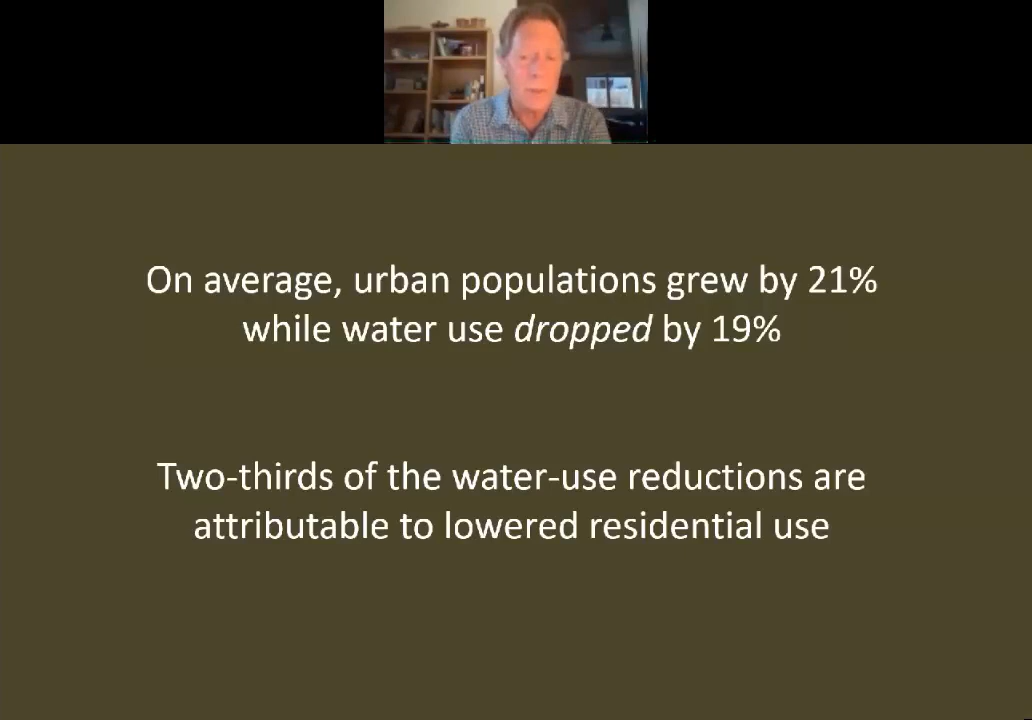 On average, urban populations grew by 21%
while water use dropped by 19%
Two-thirds of the water-use reductions are
attributable to lowered residential use